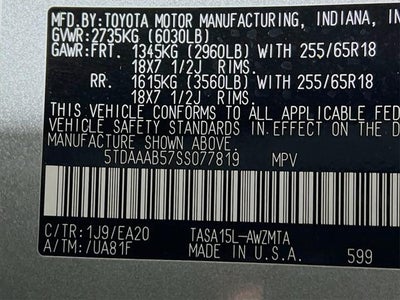 MFD.BY:TOYOTA MOTOR MANUFACTURING, INDIANA, IN
GVWR:2735KG (6030LB)
GAWR:FRT. 1345KG (2960LB) WITH 255/65R18
18X7 1/2J RIMS.
RR. 1615KG (3560LB) WITH 255/65R18
18X7 1/2J RIMS.
THIS VEHICLE CONFORMS TO ALL APPLICABLE FED
VEHICLE SAFETY STANDARDS IN EFFECT ON THE DA
MANUFACTURE SHOWN ABOVE.
5TDAAAB57SS077819 MPV
C/TR:1J9/EA20 TASA15L-AWZMTA
A/TM:/UA81F MADE IN U.S.A. 599